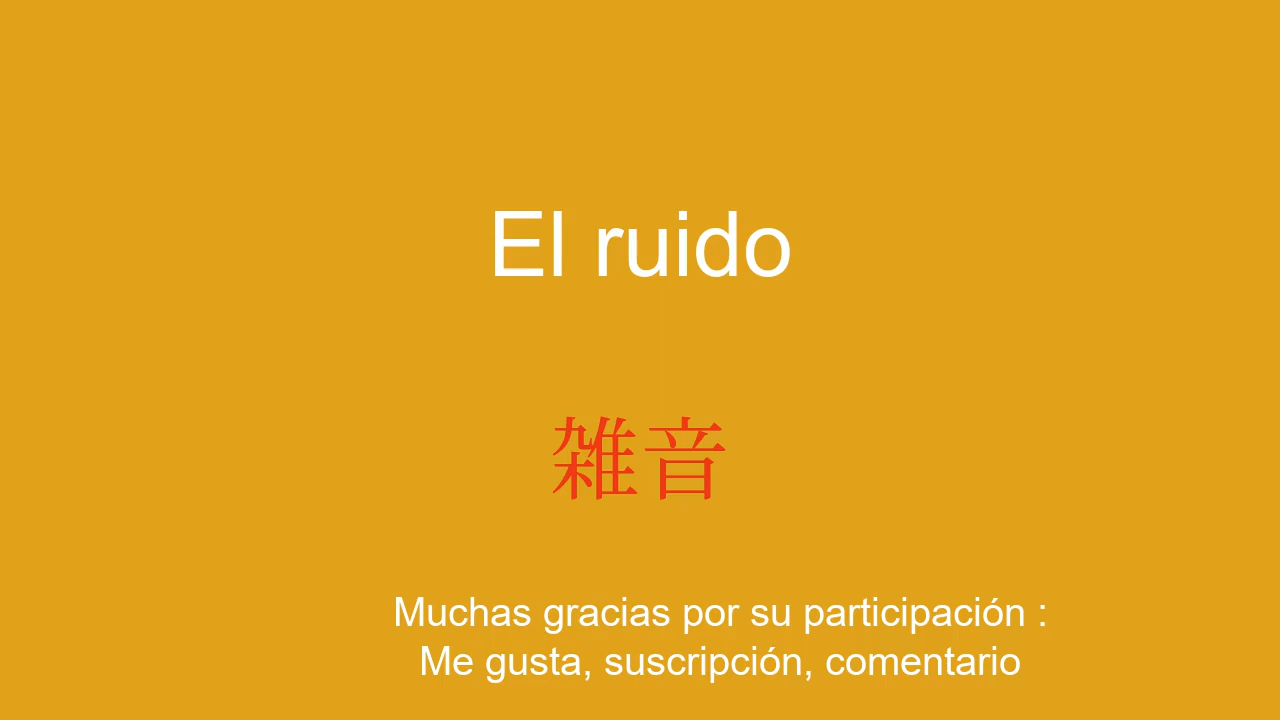 El ruido
雑音
Muchas gracias por su participación :
Me gusta, suscripción, comentario